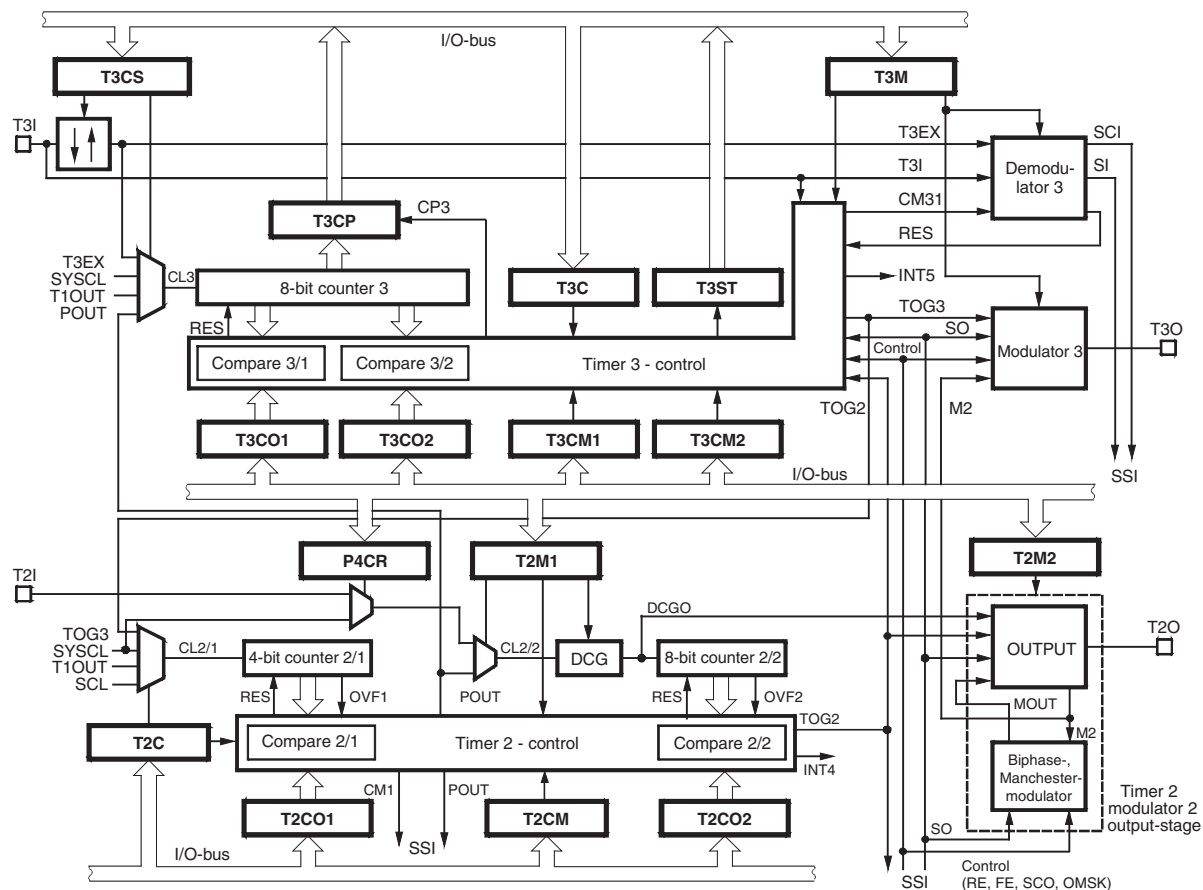 I/O-bus
T3CS
T3M
T3I
T3EX
SCI
T3I
SI
Demodu-
lator 3
CM31
T3CP
CP3
RES
T3EX
SYSCL
T1OUT
POUT
CL3
8-bit counter 3
T3C
T3ST
INT5
RES
TOG3
SO
Control
Modulator 3
T3O
Compare 3/1
Compare 3/2
Timer 3 - control
TOG2
M2
T3CO1
T3CO2
T3CM1
T3CM2
I/O-bus
SSI
P4CR
T2M1
T2M2
T2I
DCGO
TOG3
SYSCL
T1OUT
SCL
CL2/1
4-bit counter 2/1
CL2/2
DCG
8-bit counter 2/2
OUTPUT
T2O
RES
OVF1
POUT
RES
OVF2
TOG2
MOUT
M2
T2C
Compare 2/1
Timer 2 - control
Compare 2/2
INT4
Biphase-,
Manchester-
modulator
Timer 2
modulator 2
output-stage
CM1
POUT
T2CO1
T2CM
T2CO2
SO
SSI
I/O-bus
SSI
Control
(RE, FE, SCO, OMSK)